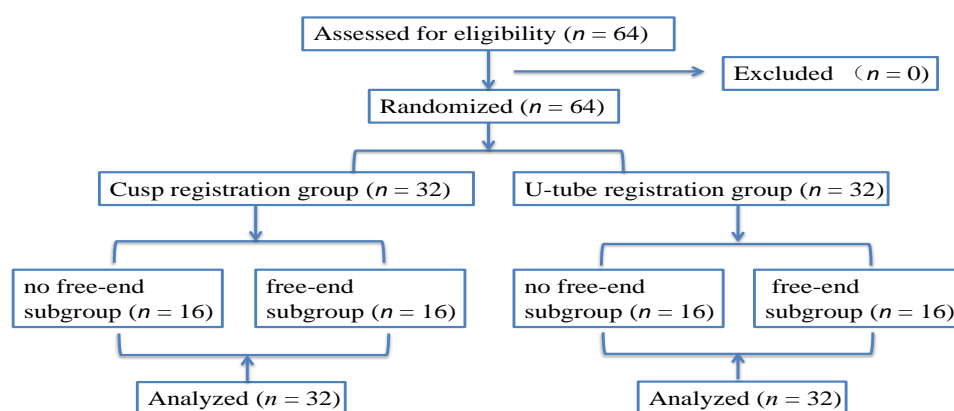 Assessed for eligibility (n = 64)
Excluded （n = 0)
Randomized (n = 64)
Cusp registration group (n = 32)
U-tube registration group (n = 32)
no free-end
subgroup (n = 16)
free-end
subgroup (n = 16)
no free-end
subgroup (n = 16)
free-end
subgroup (n = 16)
Analyzed (n = 32)
Analyzed (n = 32)